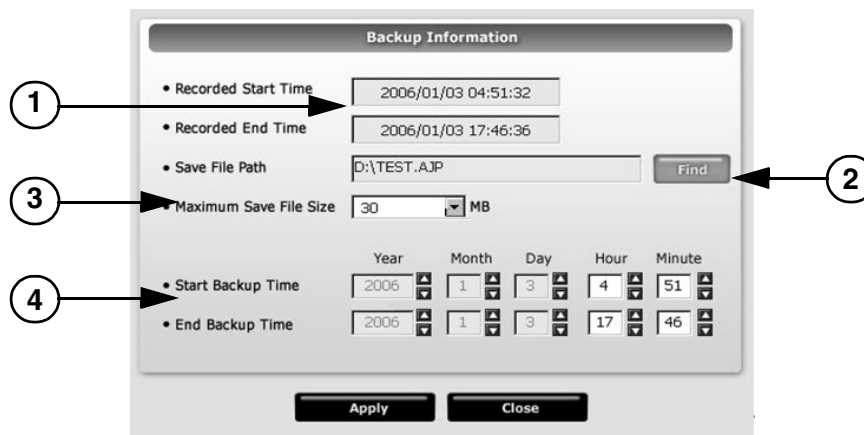 Backup Information
1
• Recorded Start Time 2006/01/03 04:51:32
• Recorded End Time 2006/01/03 17:46:36
• Save File Path D:\TEST.AJP Find
2
3
• Maximum Save File Size 30 MB
Year Month Day Hour Minute
4
• Start Backup Time 2006 1 3 4 51
• End Backup Time 2006 1 3 17 46
Apply Close